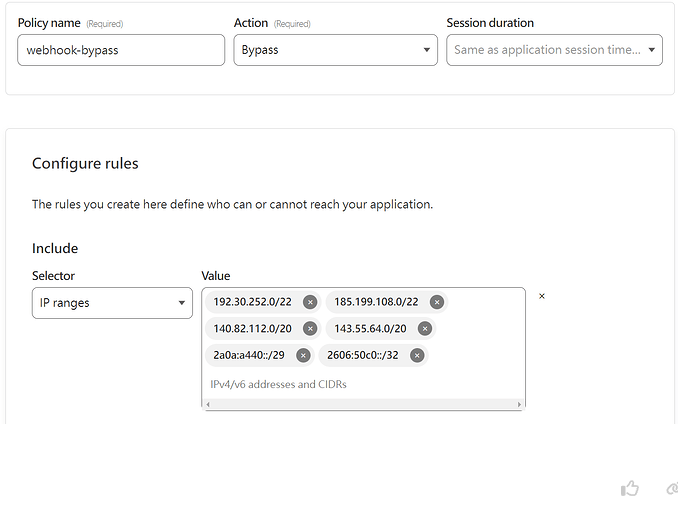 Policy name (Required) Action (Required) Session duration
webhook-bypass Bypass Same as application session time...
Configure rules
The rules you create here define who can or cannot reach your application.
Include
Selector Value
IP ranges 192.30.252.0/22 185.199.108.0/22
140.82.112.0/20 143.55.64.0/20
2a0a:a440::/29 2606:50c0::/32
IPv4/v6 addresses and CIDRs